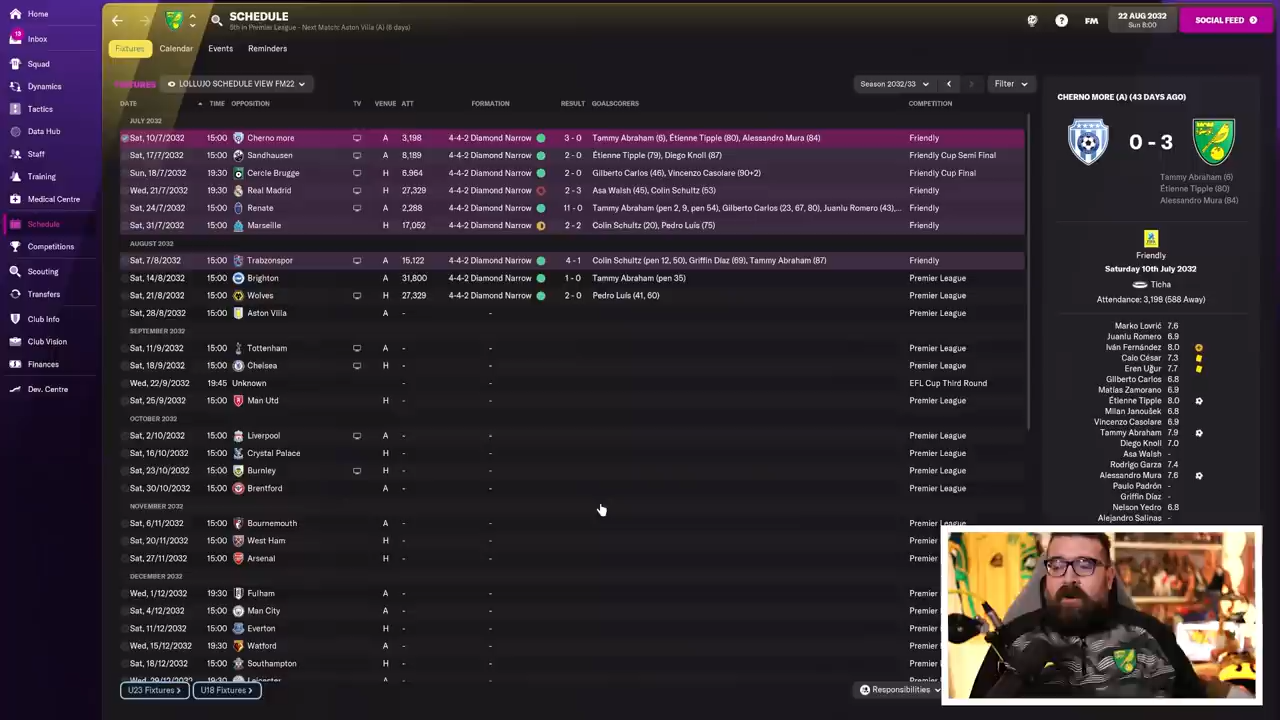 Home
13
Inbox
Squad
Dynamics
Tactics
Data Hub
Staff
Training
Medical Centre
Schedule
Competitions
Scouting
Transfers
Club Info
Club Vision
Finances
Dev. Centre
SCHEDULE
5th in Premier League - Next Match: Aston Villa (A) (6 days)
FM
22 AUG 2032
Sun 8:00
SOCIAL FEED
Fixtures
Calendar
Events
Reminders
FIXTURES
LOLLUJO SCHEDULE VIEW FM22
Season 2032/33
Filter
DATE TIME OPPOSITION TV VENUE ATT FORMATION RESULT GOALSCORERS COMPETITION
JULY 2032
Sat, 10/7/2032 15:00 Cherno more A 3,198 4-4-2 Diamond Narrow 3 - 0 Tammy Abraham (6), Étienne Tipple (80), Alessandro Mura (84) Friendly
Sat, 17/7/2032 15:00 Sandhausen A 8,189 4-4-2 Diamond Narrow 2 - 0 Étienne Tipple (79), Diego Knoll (87) Friendly Cup Semi Final
Sun, 18/7/2032 19:30 Cercle Brugge H 6,964 4-4-2 Diamond Narrow 2 - 0 Gilberto Carlos (46), Vincenzo Casolare (90+2) Friendly Cup Final
Wed, 21/7/2032 15:00 Real Madrid H 27,329 4-4-2 Diamond Narrow 2 - 3 Asa Walsh (45), Colin Schultz (53) Friendly
Sat, 24/7/2032 15:00 Renate A 2,288 4-4-2 Diamond Narrow 11 - 0 Tammy Abraham (pen 2, 9, pen 54), Gilberto Carlos (23, 67, 80), Juanlu Romero (43),... Friendly
Sat, 31/7/2032 15:00 Marseille H 17,052 4-4-2 Diamond Narrow 2 - 2 Colin Schultz (20), Pedro Luís (75) Friendly
AUGUST 2032
Sat, 7/8/2032 15:00 Trabzonspor A 15,122 4-4-2 Diamond Narrow 4 - 1 Colin Schultz (pen 12, 50), Griffin Díaz (69), Tammy Abraham (87) Friendly
Sat, 14/8/2032 15:00 Brighton A 31,800 4-4-2 Diamond Narrow 1 - 0 Tammy Abraham (pen 35) Premier League
Sat, 21/8/2032 15:00 Wolves H 27,329 4-4-2 Diamond Narrow 2 - 0 Pedro Luís (41, 60) Premier League
Sat, 28/8/2032 15:00 Aston Villa A - - Premier League
SEPTEMBER 2032
Sat, 11/9/2032 15:00 Tottenham A - - Premier League
Sat, 18/9/2032 15:00 Chelsea H - - Premier League
Wed, 22/9/2032 19:45 Unknown - - EFL Cup Third Round
Sat, 25/9/2032 15:00 Man Utd H - - Premier League
OCTOBER 2032
Sat, 2/10/2032 15:00 Liverpool A - - Premier League
Sat, 16/10/2032 15:00 Crystal Palace H - - Premier League
Sat, 23/10/2032 15:00 Burnley H - - Premier League
Sat, 30/10/2032 15:00 Brentford A - - Premier League
NOVEMBER 2032
Sat, 6/11/2032 15:00 Bournemouth A - - Premier League
Sat, 20/11/2032 15:00 West Ham H - - Premier
Sat, 27/11/2032 15:00 Arsenal A - - Premier
DECEMBER 2032
Wed, 1/12/2032 19:30 Fulham A - - Premier
Sat, 4/12/2032 15:00 Man City A - - Premier
Sat, 11/12/2032 15:00 Everton H - - Premier
Wed, 15/12/2032 19:30 Watford A - - Premier
Sat, 18/12/2032 15:00 Southampton H - - Premier
U23 Fixtures
U18 Fixtures
Responsibilities
CHERNO MORE (A) (43 DAYS AGO)
0 - 3
Tammy Abraham (6)
Étienne Tipple (80)
Alessandro Mura (84)
Friendly
Saturday 10th July 2032
Ticha
Attendance: 3,198 (588 Away)
Marko Lovrić 7.6
Juanlu Romero 6.9
Iván Fernández 8.0
Caio César 7.3
Eren Uğur 7.7
Gilberto Carlos 6.8
Matías Zamorano 6.9
Étienne Tipple 8.0
Milan Janoušek 6.8
Vincenzo Casolare 6.9
Tammy Abraham 7.9
Diego Knoll 7.0
Asa Walsh -
Rodrigo Garza 7.4
Alessandro Mura 7.6
Paulo Padrón -
Griffin Díaz -
Nelson Yedro 6.8
Alejandro Salinas -